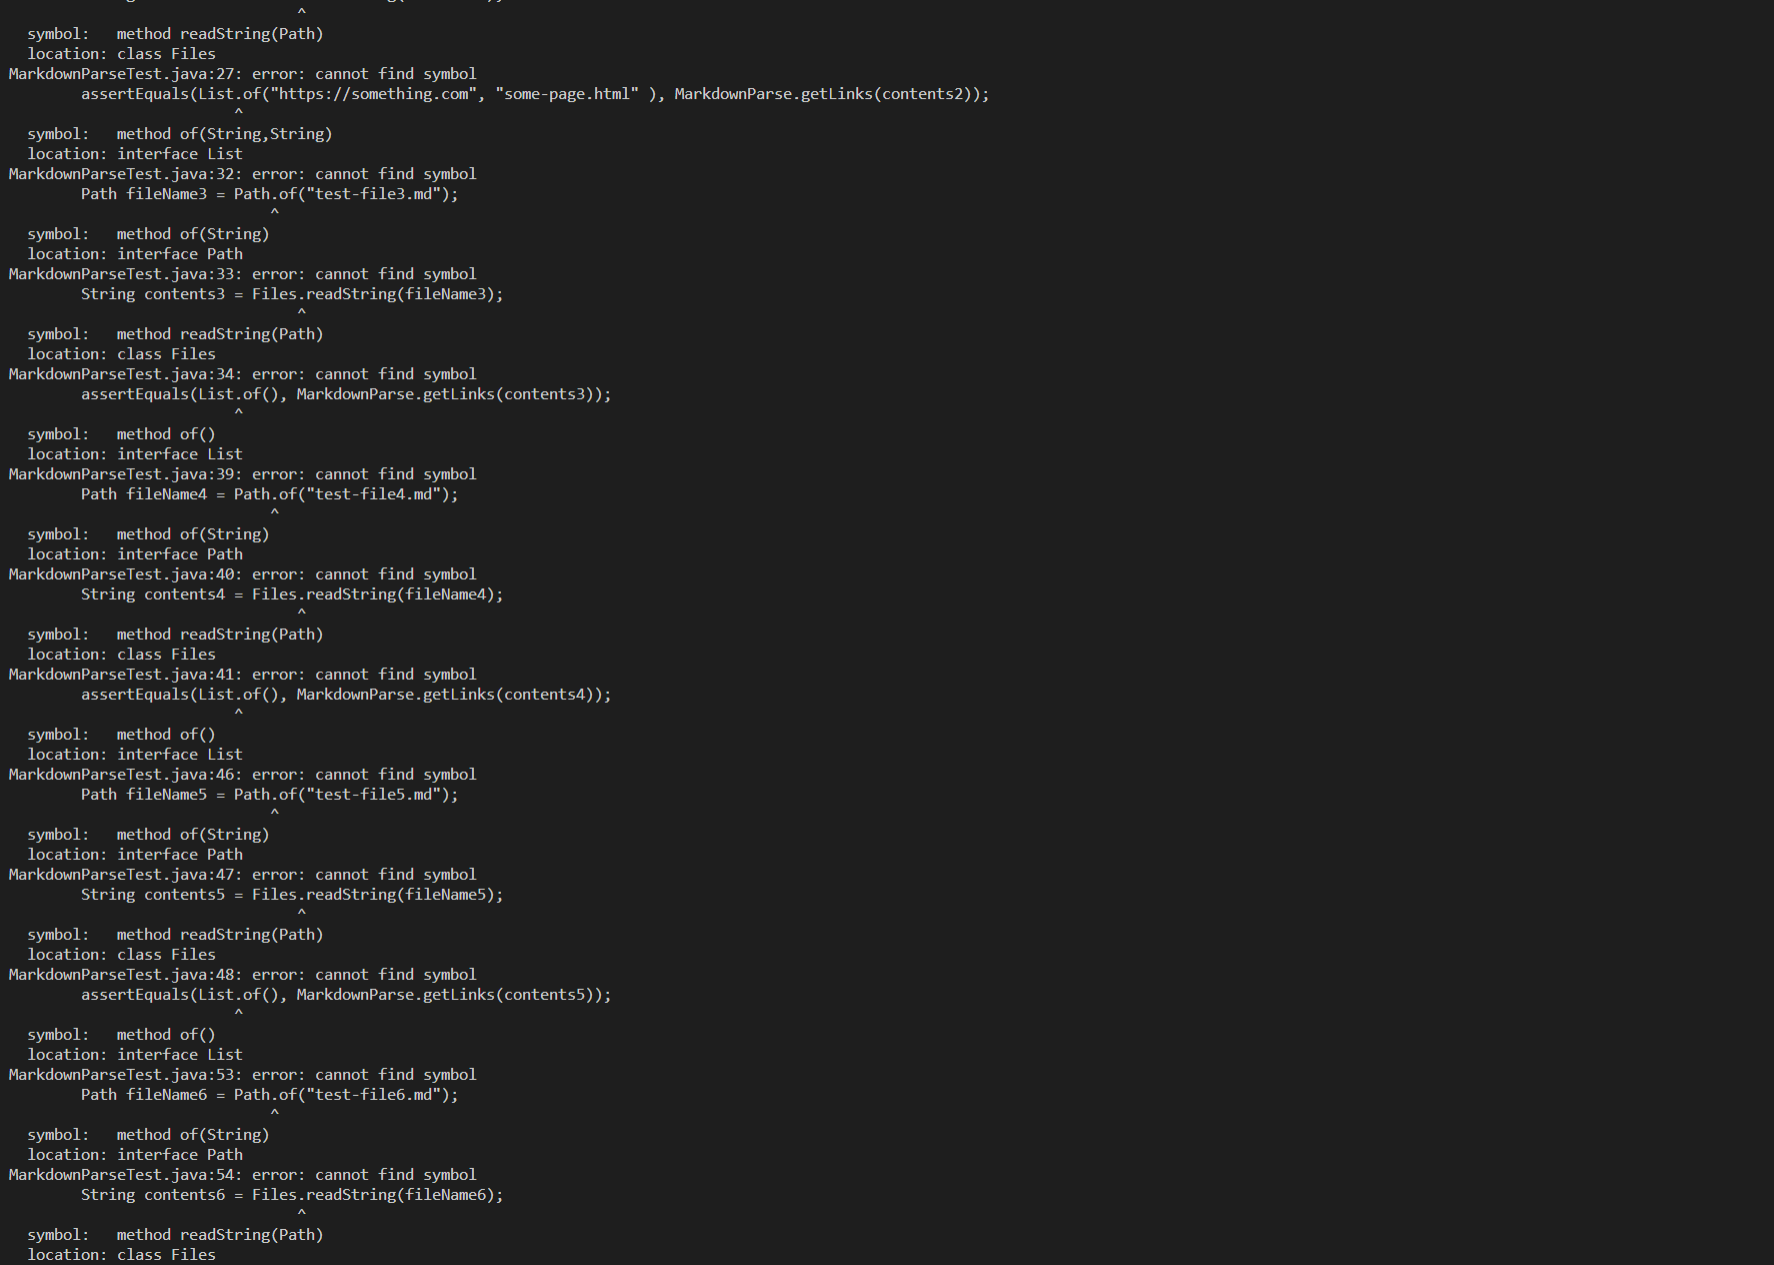 ^
symbol:   method readString(Path)
location: class Files
MarkdownParseTest.java:27: error: cannot find symbol
assertEquals(List.of("https://something.com", "some-page.html" ), MarkdownParse.getLinks(contents2));
^
symbol:   method of(String,String)
location: interface List
MarkdownParseTest.java:32: error: cannot find symbol
Path fileName3 = Path.of("test-file3.md");
^
symbol:   method of(String)
location: interface Path
MarkdownParseTest.java:33: error: cannot find symbol
String contents3 = Files.readString(fileName3);
^
symbol:   method readString(Path)
location: class Files
MarkdownParseTest.java:34: error: cannot find symbol
assertEquals(List.of(), MarkdownParse.getLinks(contents3));
^
symbol:   method of()
location: interface List
MarkdownParseTest.java:39: error: cannot find symbol
Path fileName4 = Path.of("test-file4.md");
^
symbol:   method of(String)
location: interface Path
MarkdownParseTest.java:40: error: cannot find symbol
String contents4 = Files.readString(fileName4);
^
symbol:   method readString(Path)
location: class Files
MarkdownParseTest.java:41: error: cannot find symbol
assertEquals(List.of(), MarkdownParse.getLinks(contents4));
^
symbol:   method of()
location: interface List
MarkdownParseTest.java:46: error: cannot find symbol
Path fileName5 = Path.of("test-file5.md");
^
symbol:   method of(String)
location: interface Path
MarkdownParseTest.java:47: error: cannot find symbol
String contents5 = Files.readString(fileName5);
^
symbol:   method readString(Path)
location: class Files
MarkdownParseTest.java:48: error: cannot find symbol
assertEquals(List.of(), MarkdownParse.getLinks(contents5));
^
symbol:   method of()
location: interface List
MarkdownParseTest.java:53: error: cannot find symbol
Path fileName6 = Path.of("test-file6.md");
^
symbol:   method of(String)
location: interface Path
MarkdownParseTest.java:54: error: cannot find symbol
String contents6 = Files.readString(fileName6);
^
symbol:   method readString(Path)
location: class Files